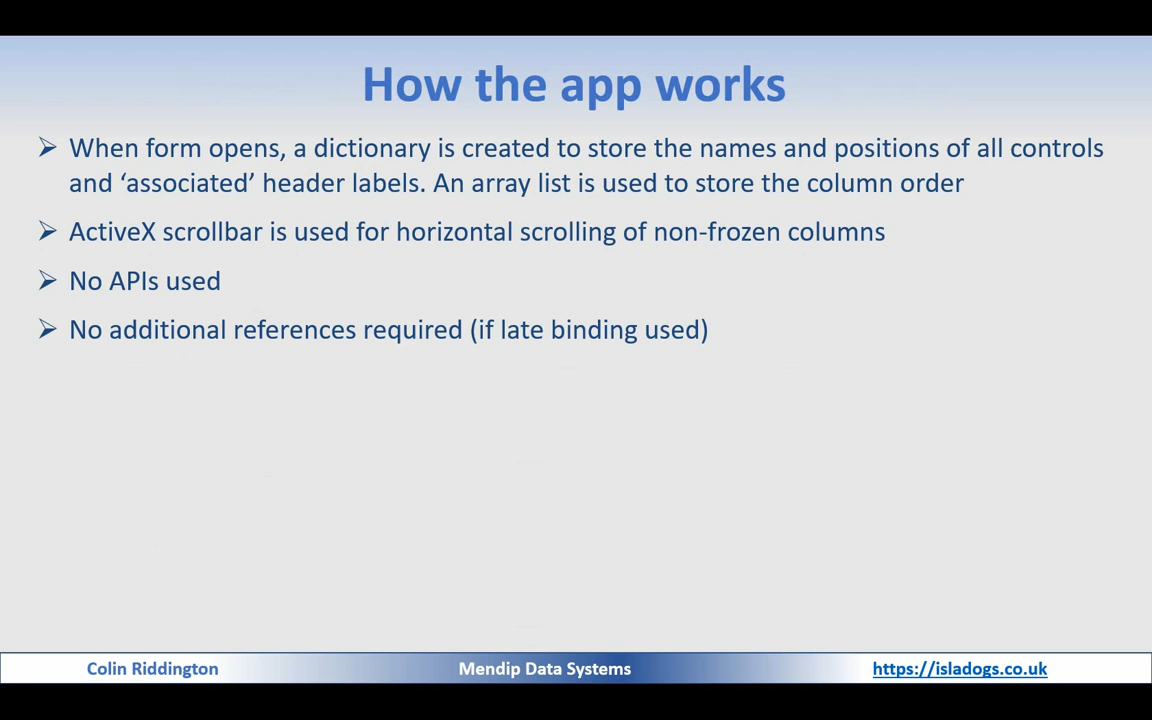 How the app works
When form opens, a dictionary is created to store the names and positions of all controls
and ‘associated’ header labels. An array list is used to store the column order
ActiveX scrollbar is used for horizontal scrolling of non-frozen columns
No APIs used
No additional references required (if late binding used)
Colin Riddington
Mendip Data Systems
https://isladogs.co.uk